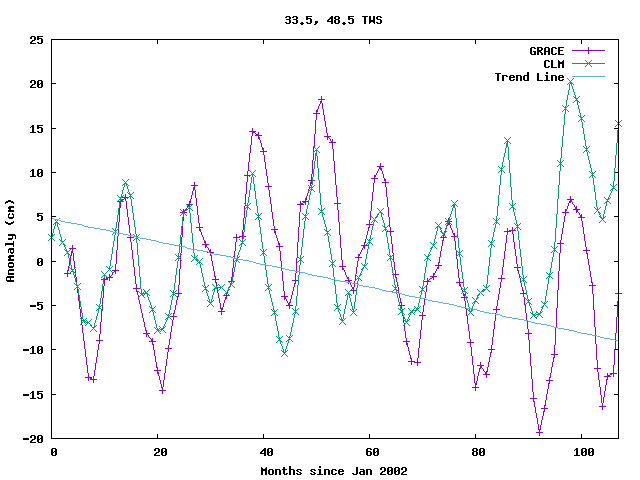 33.5, 48.5 TWS
GRACE
CLM
Trend Line
Anomaly (cm)
25
20
15
10
5
0
-5
-10
-15
-20
0 20 40 60 80 100
Months since Jan 2002